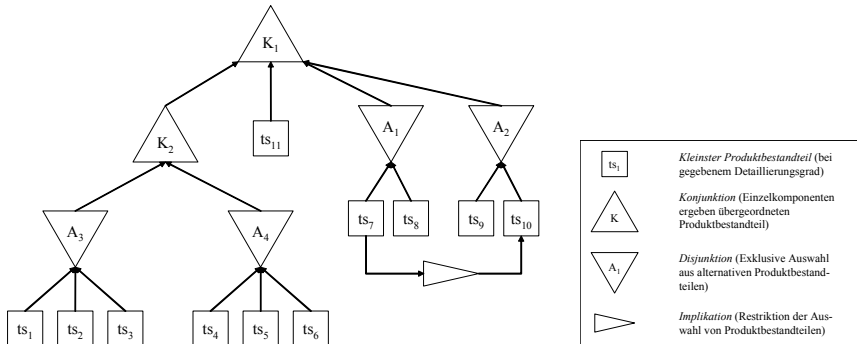 K1
K2
ts11
A1
A2
ts7
ts8
ts9
ts10
A3
A4
ts1
ts2
ts3
ts4
ts5
ts6
ts1
Kleinster Produktbestandteil (bei
gegebenem Detaillierungsgrad)
K
Konjunktion (Einzelkomponenten
ergeben übergeordneten
Produktbestandteil)
A1
Disjunktion (Exklusive Auswahl
aus alternativen Produktbestand-
teilen)
Implikation (Restriktion der Aus-
wahl von Produktbestandteilen)